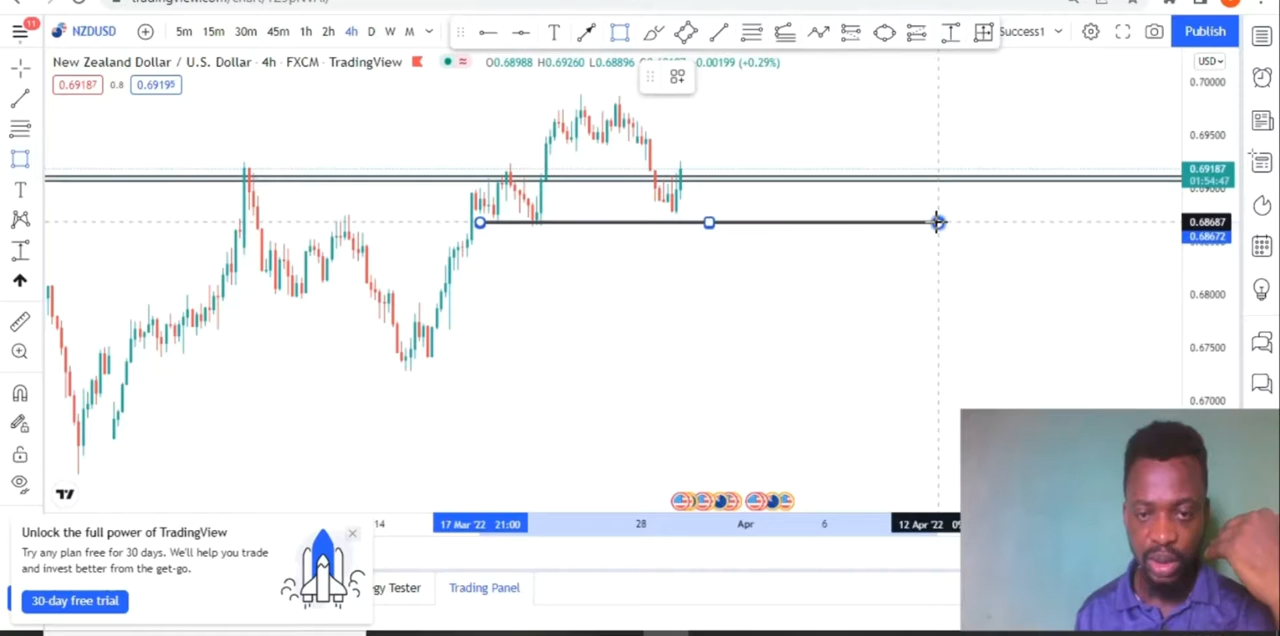 11
NZDUSD
5m 15m 30m 45m 1h 2h 4h D W M
Success1
Publish
New Zealand Dollar / U.S. Dollar · 4h · FXCM · TradingView
O0.68988 H0.69260 L0.68896
0.00199 (+0.29%)
0.69187
0.8
0.69195
USD
0.70000
0.69500
0.69187
01:54:47
0.68687
0.68672
0.68000
0.67500
0.67000
14
17 Mar '22 21:00
28
Apr
6
12 Apr '22
Unlock the full power of TradingView
Try any plan free for 30 days. We'll help you trade
and invest better from the get-go.
30-day free trial
gy Tester
Trading Panel